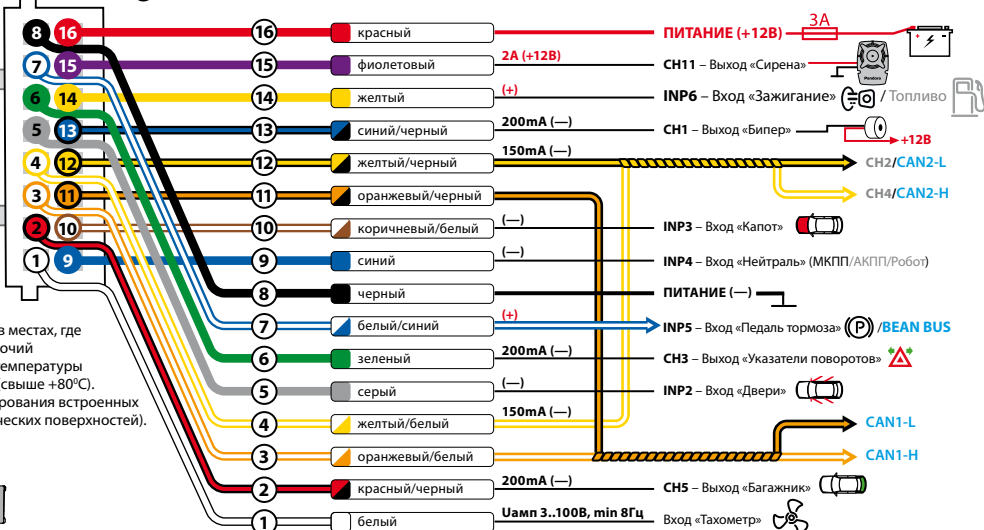 8 16 16 красный ПИТАНИЕ (+12В) 3А
7 15 15 фиолетовый 2А (+12В) CH11 – Выход «Сирена» Pandora
6 14 14 желтый (+) INP6 – Вход «Зажигание» / Топливо
5 13 13 синий/черный 200mA (—) CH1 – Выход «Бипер» +12В
4 12 12 желтый/черный 150mA (—) CH2/CAN2-L
CH4/CAN2-H
3 11 11 оранжевый/черный
2 10 10 коричневый/белый (—) INP3 – Вход «Капот»
1 9 9 синий (—) INP4 – Вход «Нейтраль» (МКПП/АКПП/Робот)
8 черный ПИТАНИЕ (—)
7 белый/синий (+) INP5 – Вход «Педаль тормоза» (P) /BEAN BUS
6 зеленый 200mA (—) CH3 – Выход «Указатели поворотов»
5 серый (—) INP2 – Вход «Двери»
4 желтый/белый 150mA (—) CAN1-L
3 оранжевый/белый CAN1-H
2 красный/черный 200mA (—) CH5 – Выход «Багажник»
1 белый Uамп 3..100В, min 8Гц Вход «Тахометр»
в местах, где
очий
емпературы
(свыше +80⁰С).
рования встроенных
ческих поверхностей).